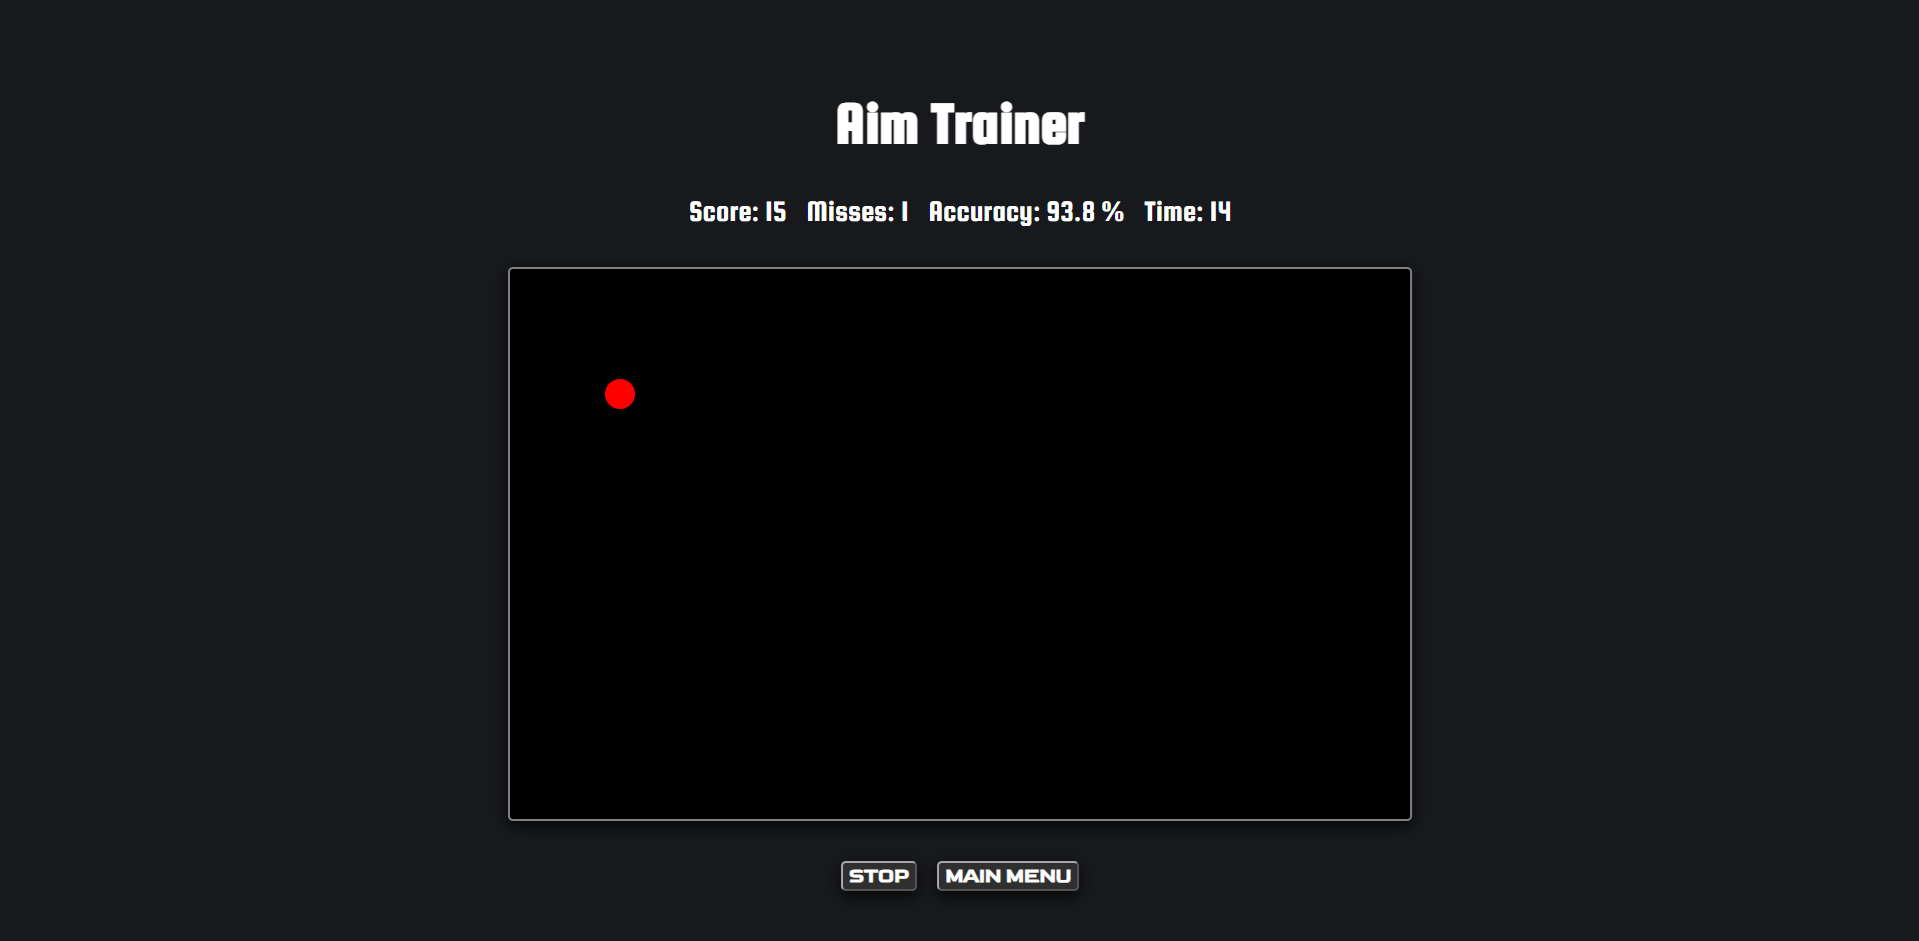 Aim Trainer
Score: 15 Misses: 1 Accuracy: 93.8 % Time: 14
STOP MAIN MENU